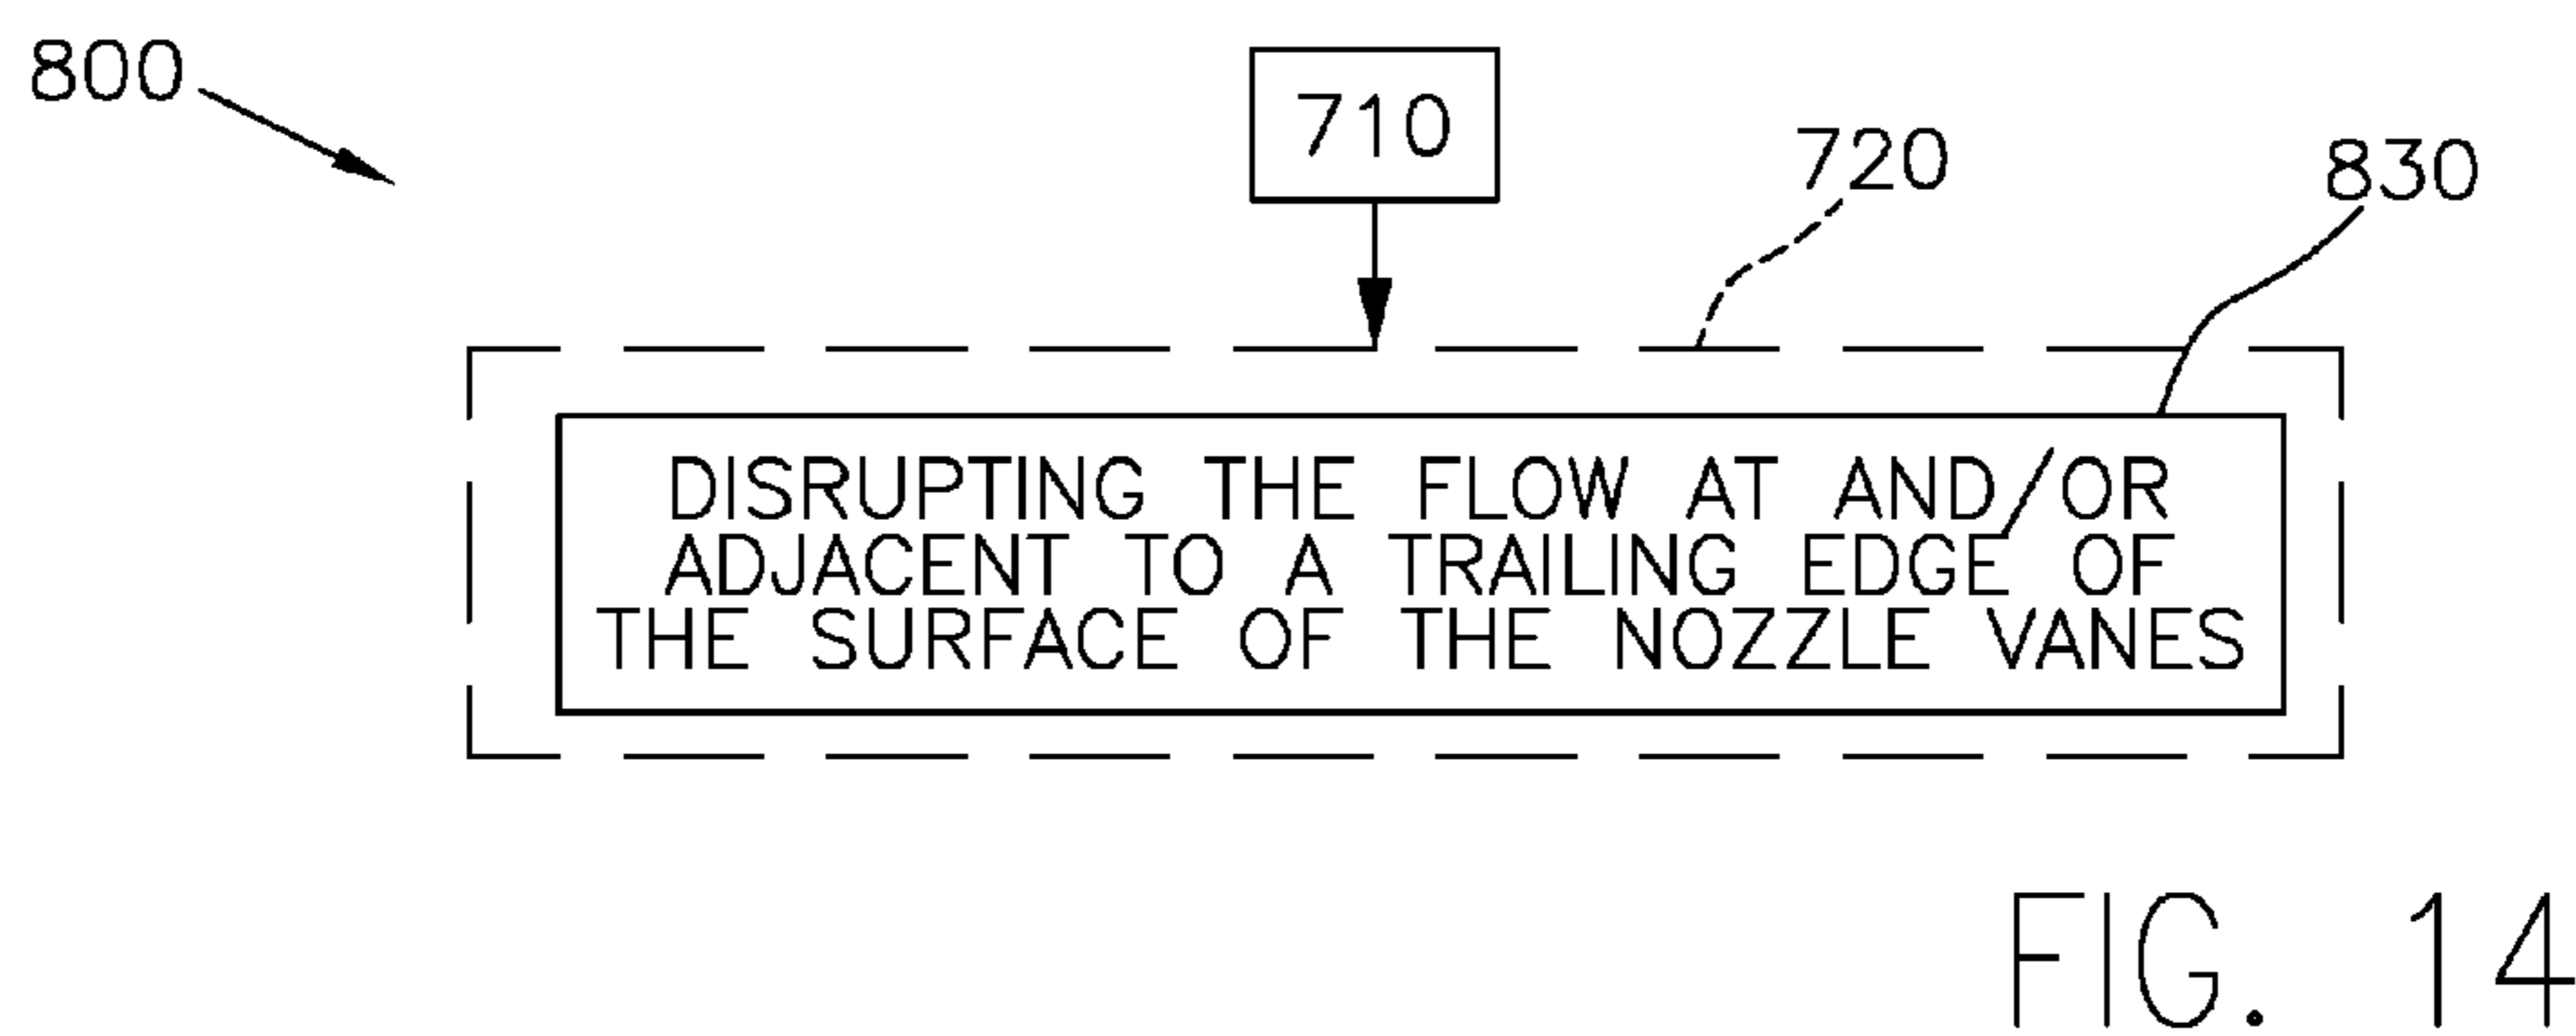 800
710
720
830
DISRUPTING THE FLOW AT AND/OR
ADJACENT TO A TRAILING EDGE OF
THE SURFACE OF THE NOZZLE VANES
FIG. 14